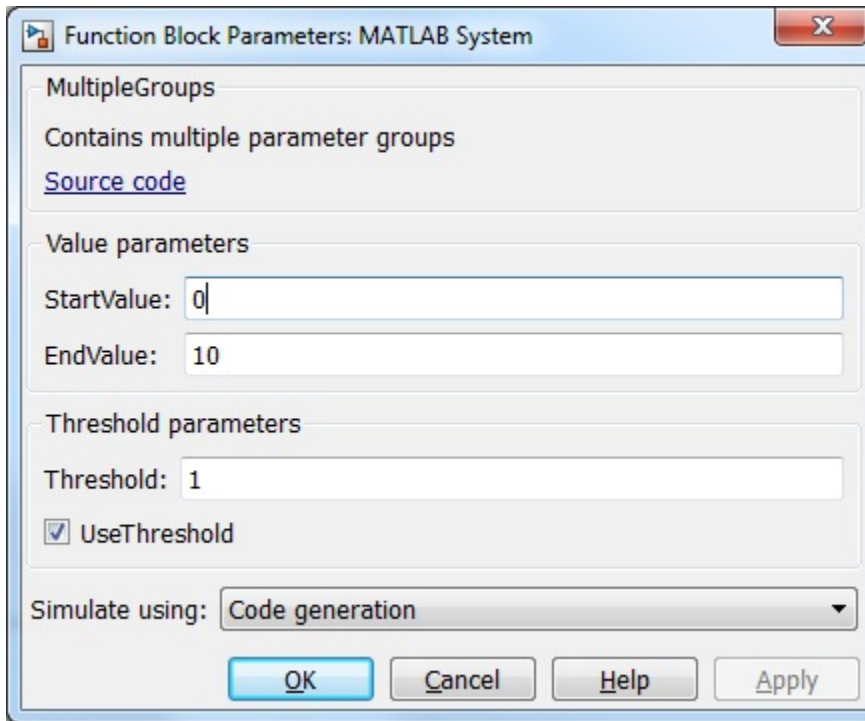 Function Block Parameters: MATLAB System
MultipleGroups
Contains multiple parameter groups
Source code
Value parameters
StartValue: 0
EndValue: 10
Threshold parameters
Threshold: 1
UseThreshold
Simulate using: Code generation
OK Cancel Help Apply